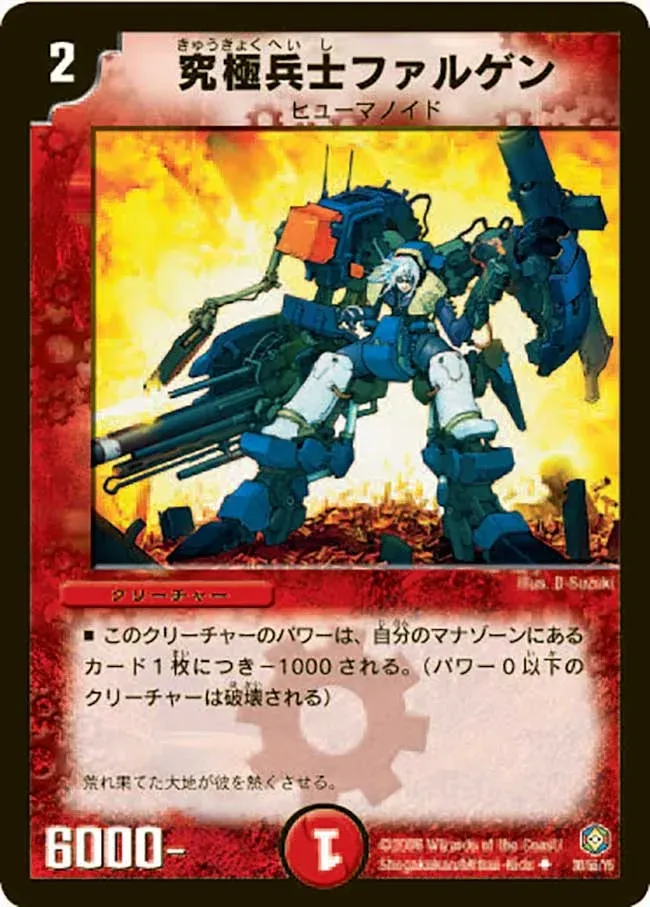 2
きゅうきょくへいし
究極兵士ファルゲン
ヒューマノイド
Illus. D-Suzuki
クリーチャー
■ このクリーチャーのパワーは、自分のマナゾーンにある
カード1枚につき−1000される。（パワー0以下の
クリーチャーは破壊される）
荒れ果てた大地が彼を熱くさせる。
6000-
1
©2006 Wizards of the Coast/
Shogakukan/Mitsui-Kids